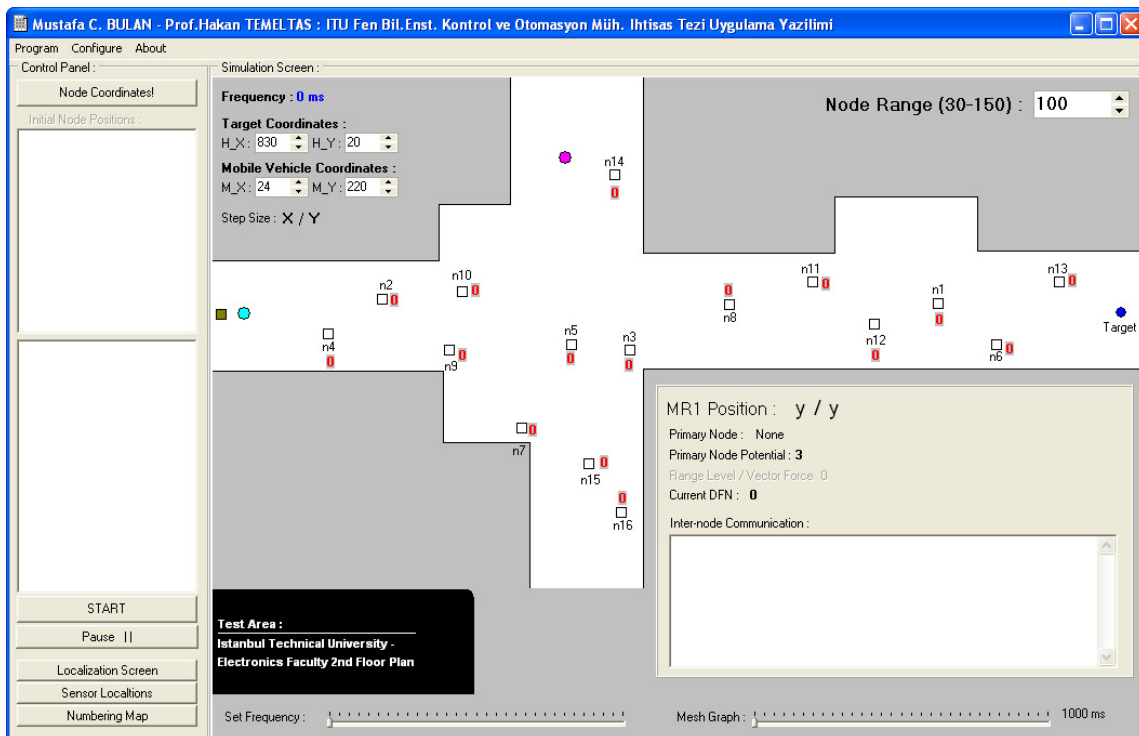 Mustafa C. BULAN - Prof.Hakan TEMELTAS : ITU Fen Bil.Enst. Kontrol ve Otomasyon Müh. Ihtisas Tezi Uygulama Yazilimi
Program Configure About
Control Panel :
Node Coordinates!
Initial Node Positions :
START
Pause ||
Localization Screen
Sensor Localtions
Numbering Map
Simulation Screen :
Frequency : 0 ms
Target Coordinates :
H_X : 830 H_Y : 20
Mobile Vehicle Coordinates :
M_X : 24 M_Y : 220
Step Size : X / Y
Node Range (30-150) : 100
n14
0
n10
0
n2
0
n11
0
n13
0
n1
0
0
n8
Target
n4
0
n5
0
n3
0
n12
0
n6
0
n9
0
n7
0
n15
0
0
n16
MR1 Position : y / y
Primary Node : None
Primary Node Potential : 3
Range Level / Vector Force 0
Current DFN : 0
Inter-node Communication :
Test Area :
Istanbul Technical University -
Electronics Faculty 2nd Floor Plan
Set Frequency :
Mesh Graph : 1000 ms